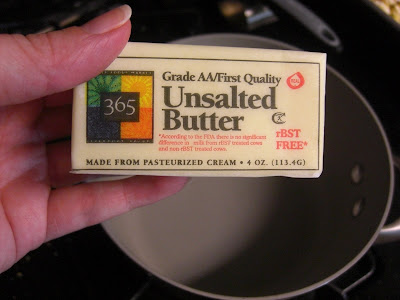 365
Grade AA/First Quality
Unsalted
Butter
rBST
FREE*
*According to the FDA there is no significant
difference in milk from rBST treated cows
and non-rBST treated cows.
MADE FROM PASTEURIZED CREAM • 4 OZ. (113.4G)